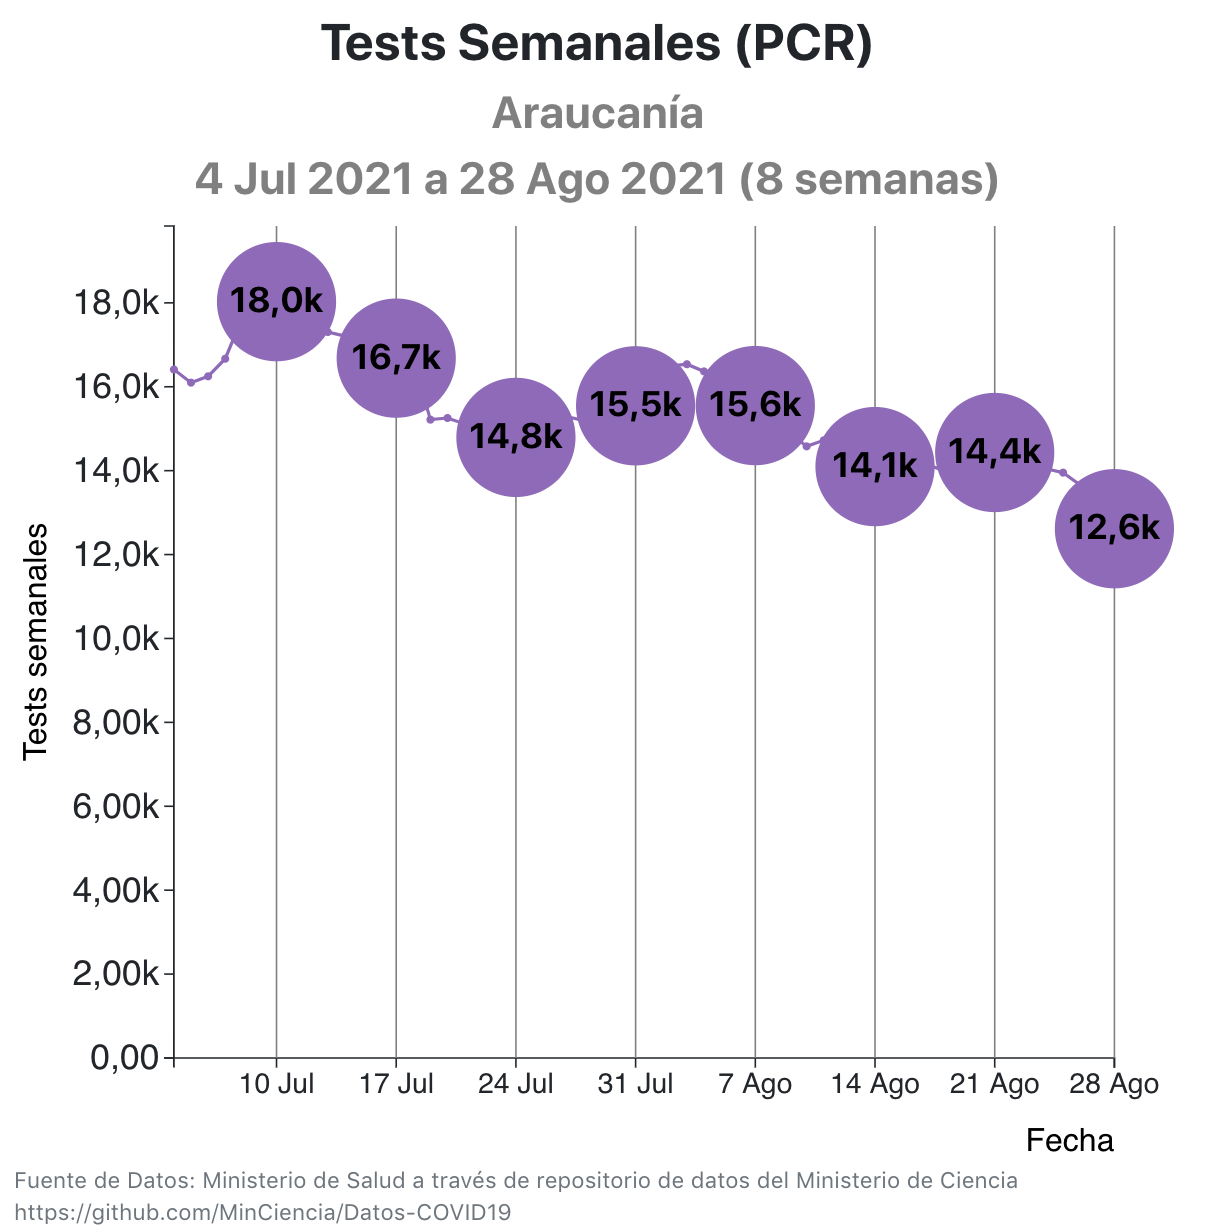 Tests Semanales (PCR)
Araucanía
4 Jul 2021 a 28 Ago 2021 (8 semanas)
18,0k
16,0k
14,0k
12,0k
10,0k
8,00k
6,00k
4,00k
2,00k
0,00
Tests semanales
18,0k
16,7k
14,8k
15,5k
15,6k
14,1k
14,4k
12,6k
10 Jul
17 Jul
24 Jul
31 Jul
7 Ago
14 Ago
21 Ago
28 Ago
Fecha
Fuente de Datos: Ministerio de Salud a través de repositorio de datos del Ministerio de Ciencia
https://github.com/MinCiencia/Datos-COVID19